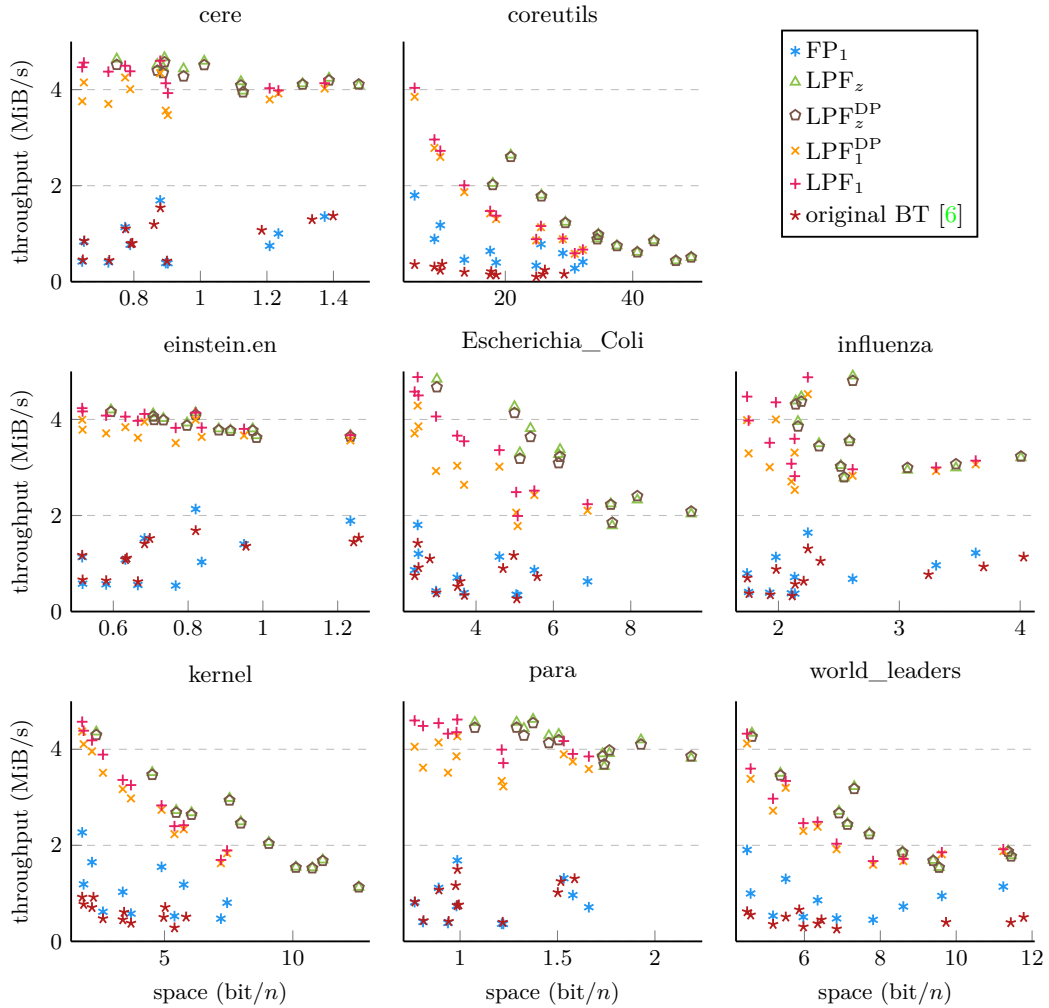 cere
coreutils
throughput (MiB/s)
4
2
0
0.8
1
1.2
1.4
20
40
FP1
LPFz
LPFzDP
LPF1DP
LPF1
original BT [6]
einstein.en
Escherichia_Coli
influenza
throughput (MiB/s)
4
2
0
0.6
0.8
1
1.2
4
6
8
2
3
4
kernel
para
world_leaders
throughput (MiB/s)
4
2
0
5
10
1
1.5
2
6
8
10
12
space (bit/n)
space (bit/n)
space (bit/n)